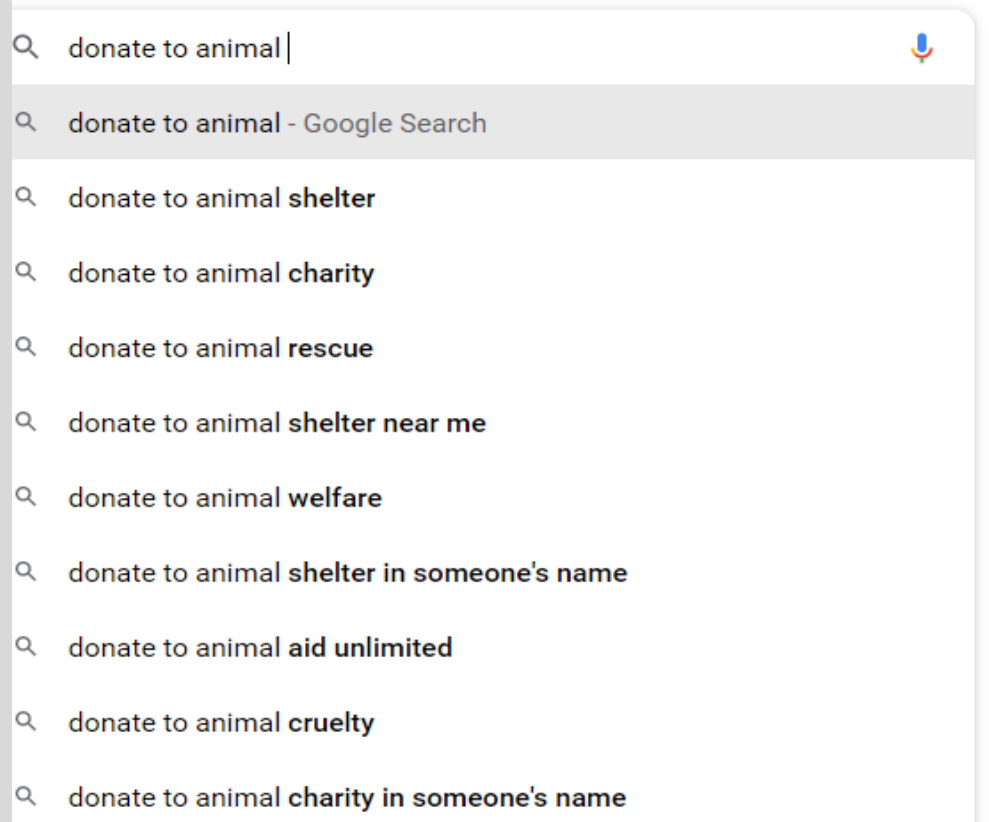 donate to animal
donate to animal - Google Search
donate to animal shelter
donate to animal charity
donate to animal rescue
donate to animal shelter near me
donate to animal welfare
donate to animal shelter in someone's name
donate to animal aid unlimited
donate to animal cruelty
donate to animal charity in someone's name